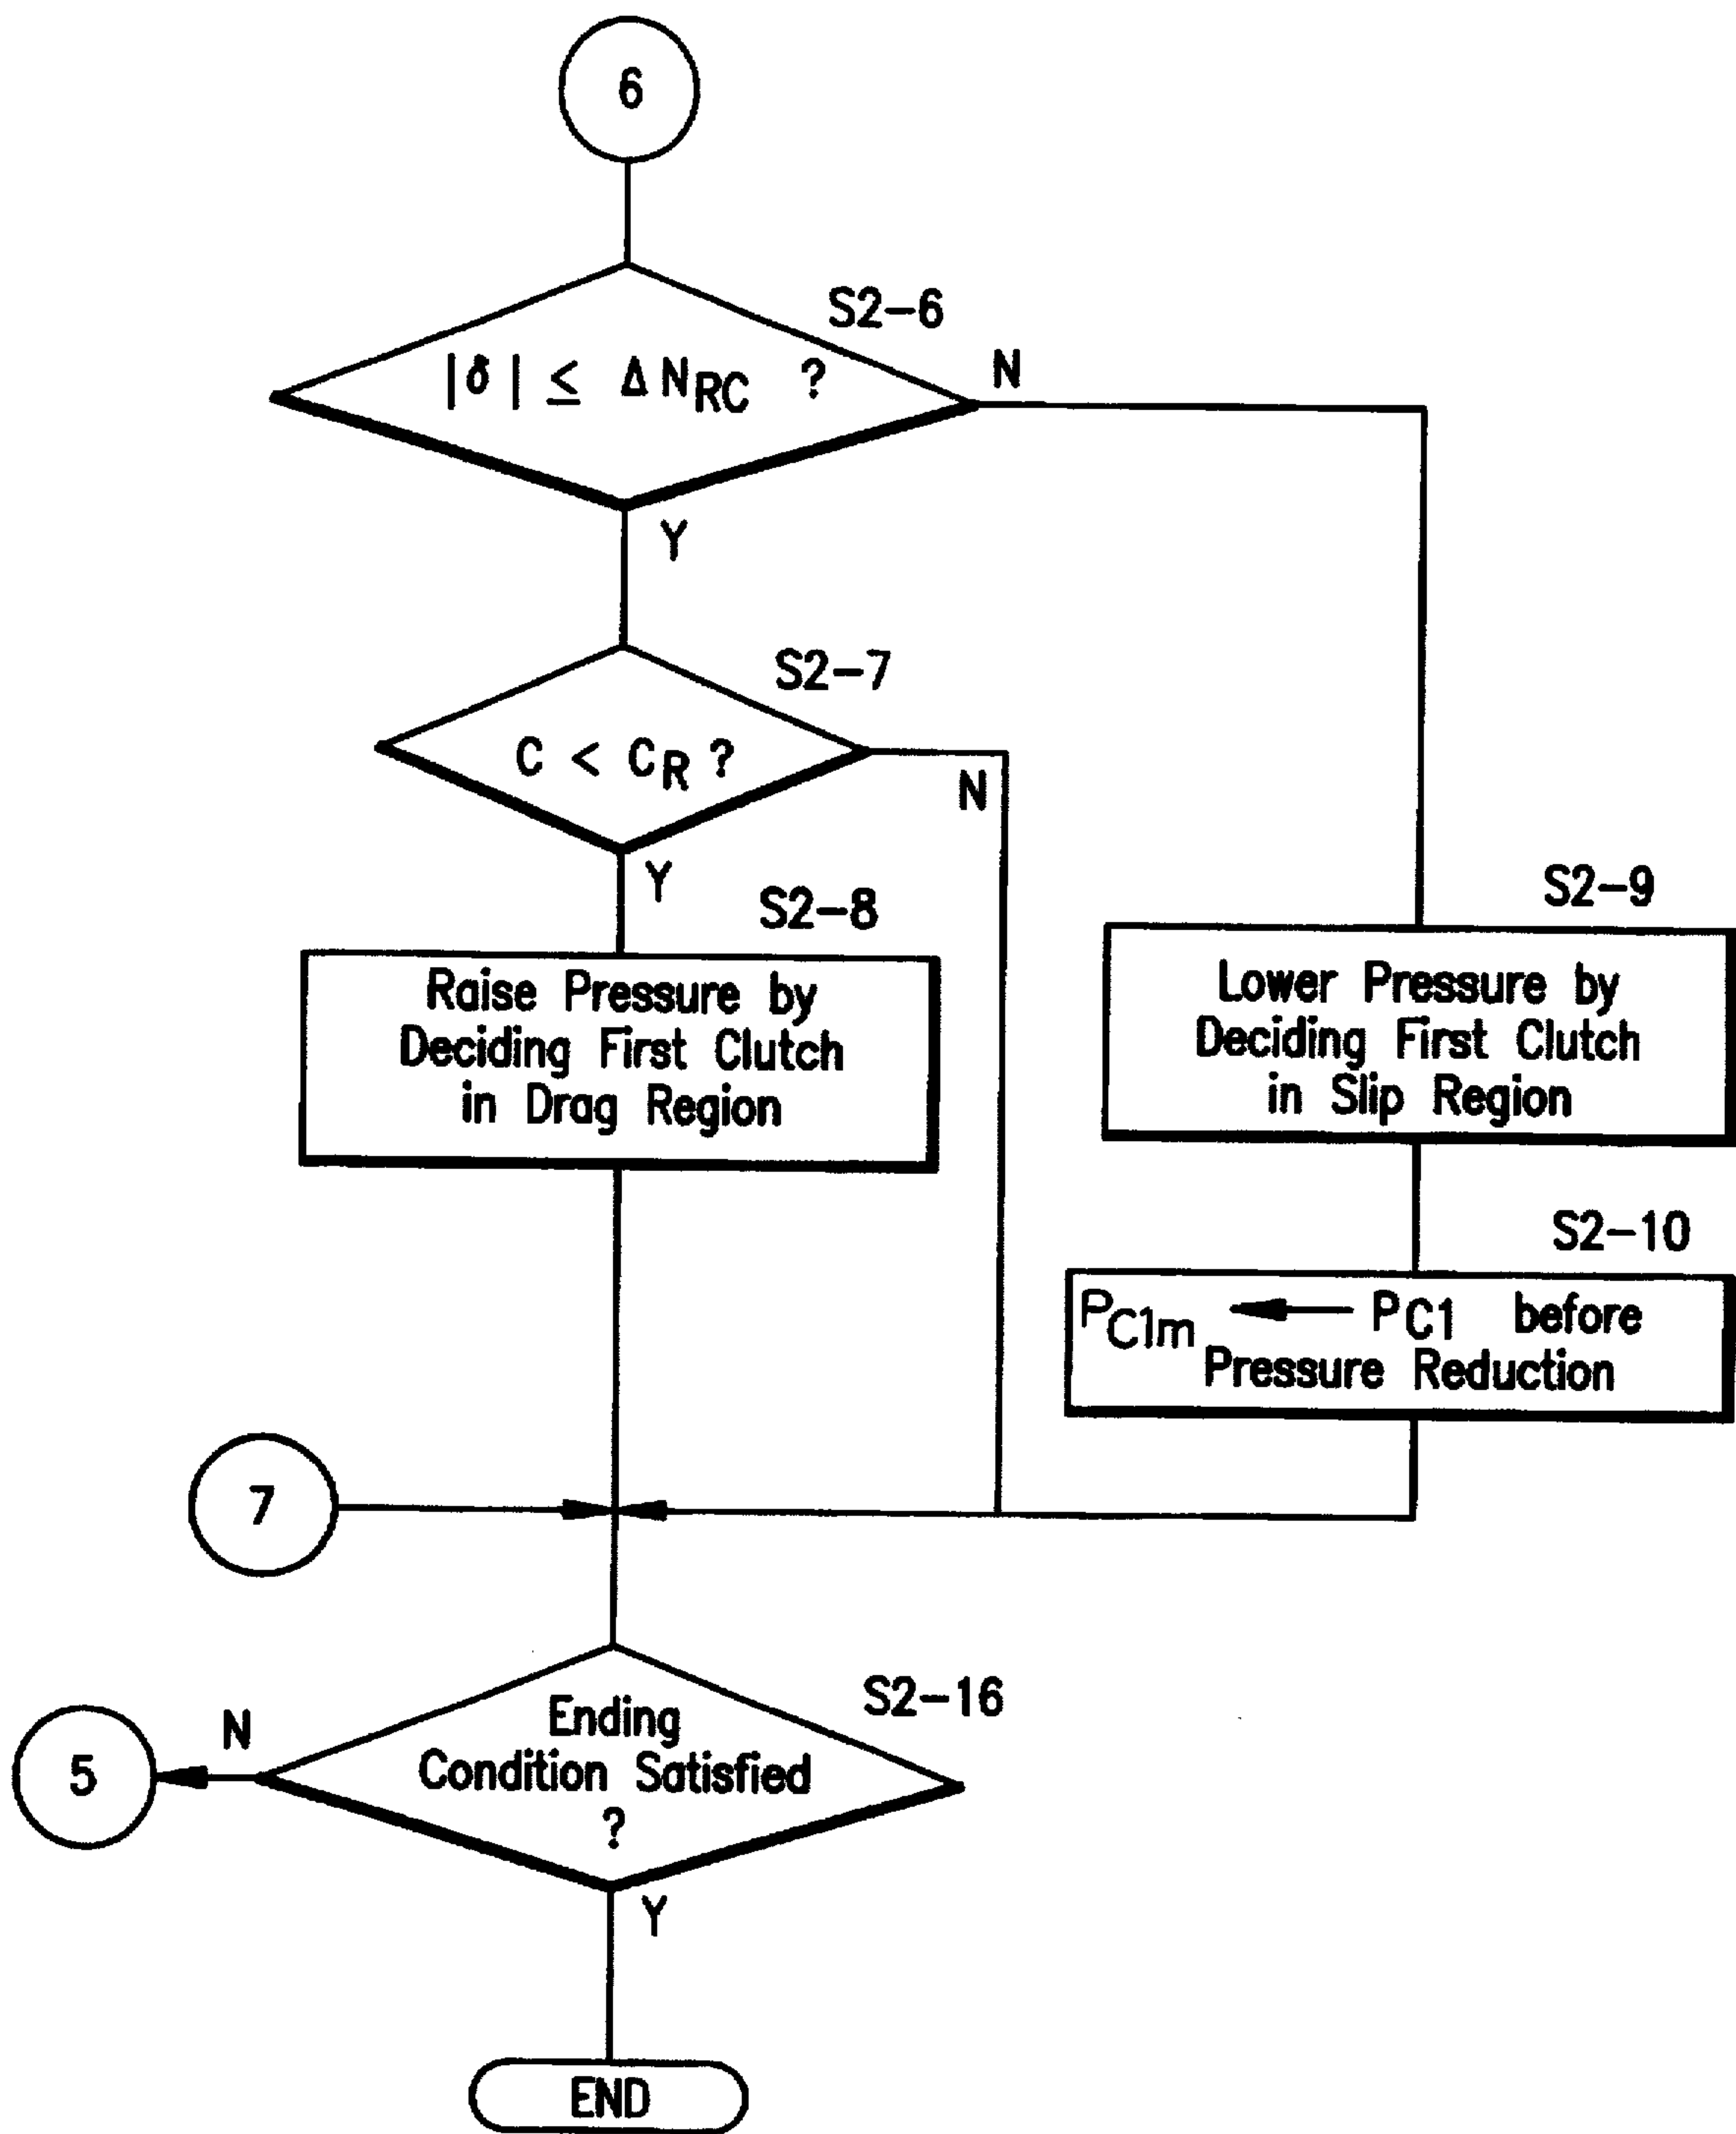 6
S2-6
|δ| ≤ ΔN_RC ?
N
Y
S2-7
C < C_R ?
N
Y
S2-8
Raise Pressure by
Deciding First Clutch
in Drag Region
S2-9
Lower Pressure by
Deciding First Clutch
in Slip Region
S2-10
P_C1m ← P_C1 before
Pressure Reduction
7
S2-16
Ending
Condition Satisfied
?
N
5
Y
END